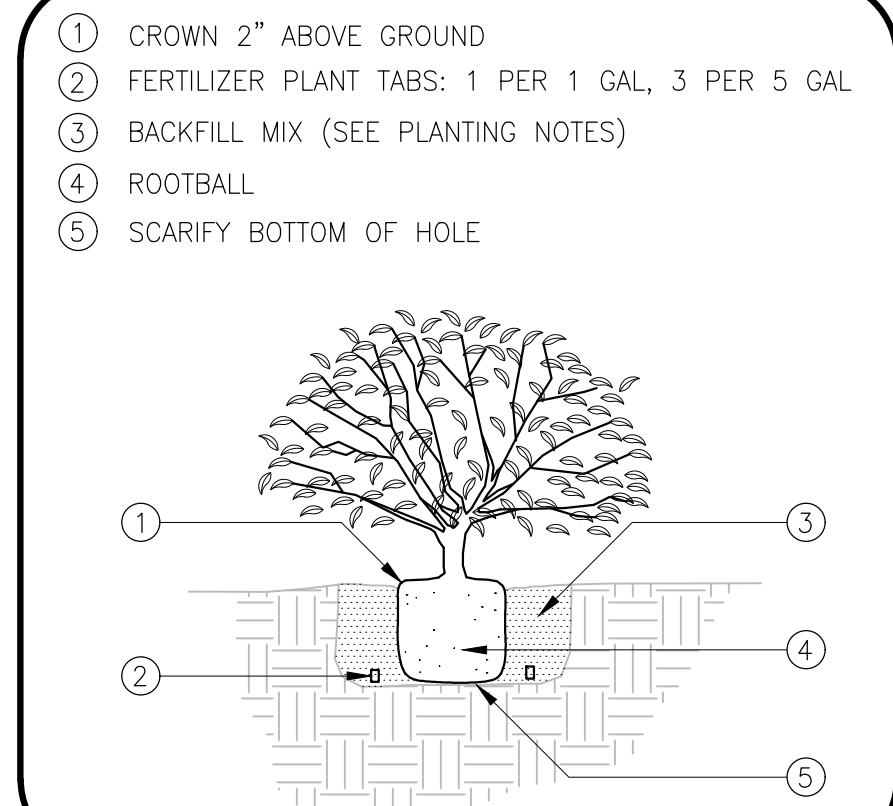 1 CROWN 2" ABOVE GROUND
2 FERTILIZER PLANT TABS: 1 PER 1 GAL, 3 PER 5 GAL
3 BACKFILL MIX (SEE PLANTING NOTES)
4 ROOTBALL
5 SCARIFY BOTTOM OF HOLE
1
3
4
2
5